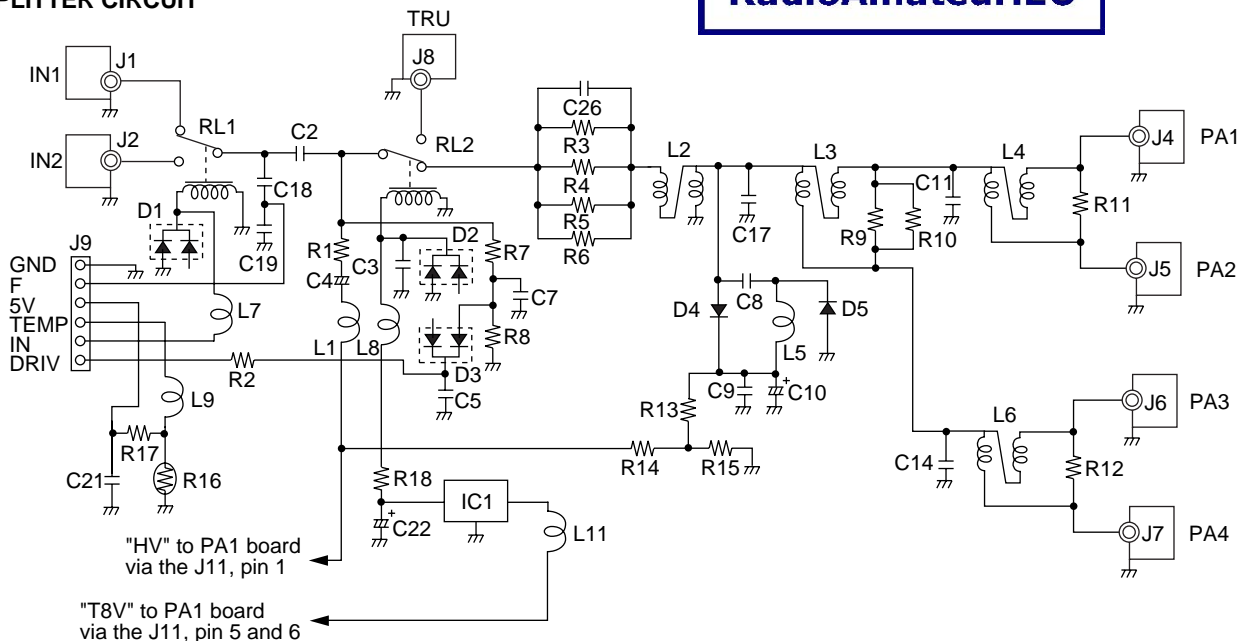 PLITTER CIRCUIT
RadioAmateur.EU
TRU
IN1
J1
J8
IN2
J2
RL1
C2
RL2
C26
R3
R4
R5
R6
L2
L3
L4
J4
PA1
C18
C19
C17
C11
R9
R10
R11
J5
PA2
D1
J9
GND
F
5V
TEMP
IN
DRIV
L7
R1
C4
C3
D2
R7
C7
R8
D3
C5
L1
L8
R2
L9
D4
C8
L5
D5
C9
C10
R13
R14
R15
R17
C21
R16
R18
C22
IC1
L11
L6
C14
R12
J6
PA3
J7
PA4
"HV" to PA1 board
via the J11, pin 1
"T8V" to PA1 board
via the J11, pin 5 and 6